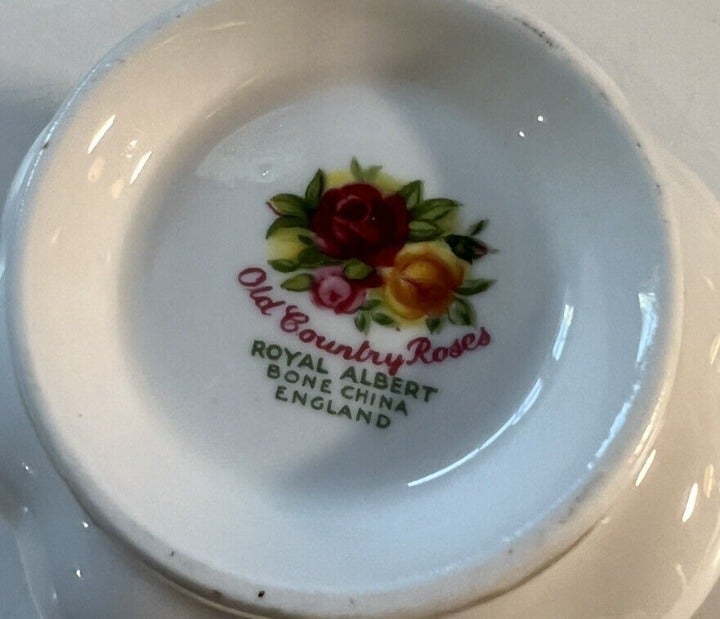 Old Country Roses
ROYAL ALBERT
BONE CHINA
ENGLAND